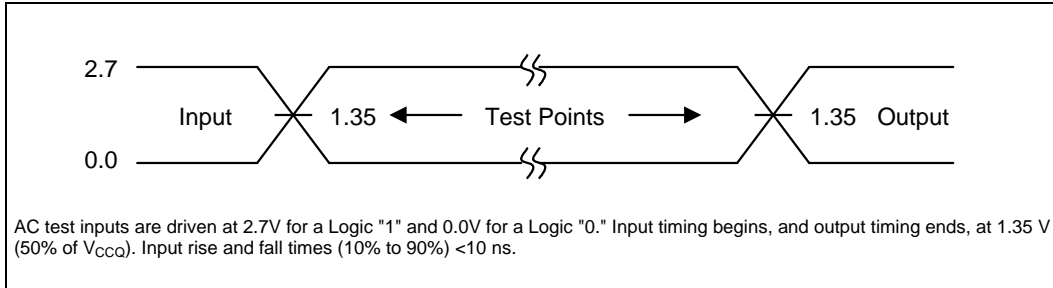 2.7
Input 1.35 Test Points 1.35 Output
0.0
AC test inputs are driven at 2.7V for a Logic "1" and 0.0V for a Logic "0." Input timing begins, and output timing ends, at 1.35 V
(50% of VCCQ). Input rise and fall times (10% to 90%) <10 ns.